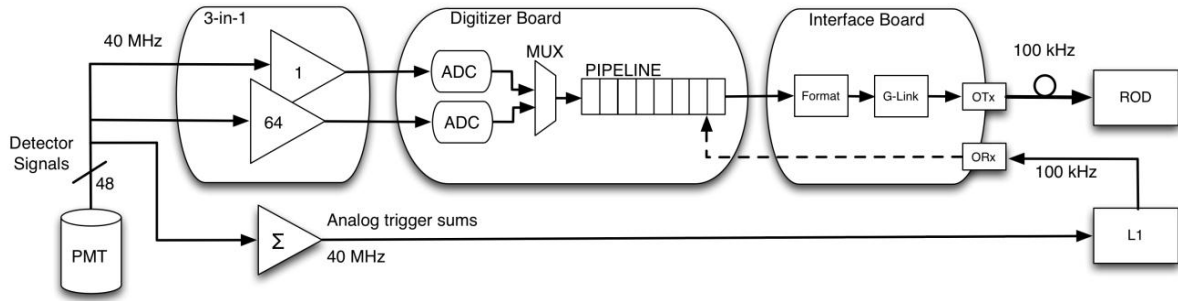 3-in-1
Digitizer Board
Interface Board
40 MHz
MUX
100 kHz
1
ADC
PIPELINE
Format
G-Link
OTx
ROD
64
ADC
Detector
Signals
ORx
100 kHz
48
Analog trigger sums
PMT
Σ
L1
40 MHz